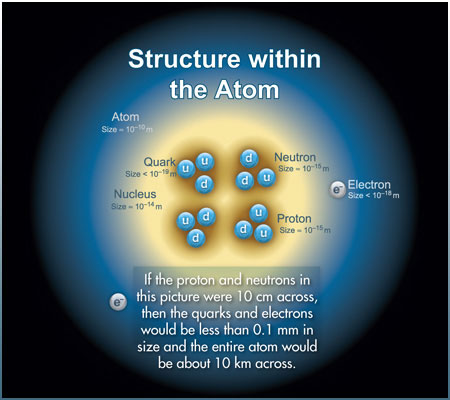 Structure within
the Atom
Atom
Size = 10⁻¹⁰ m
Quark
Size < 10⁻¹⁹ m
u
u
d
d
d
u
Neutron
Size = 10⁻¹⁵ m
Nucleus
Size = 10⁻¹⁴ m
e⁻
Electron
Size < 10⁻¹⁸ m
u
d
d
u
d
u
Proton
Size = 10⁻¹⁵ m
e⁻
If the proton and neutrons in
this picture were 10 cm across,
then the quarks and electrons
would be less than 0.1 mm in
size and the entire atom would
be about 10 km across.